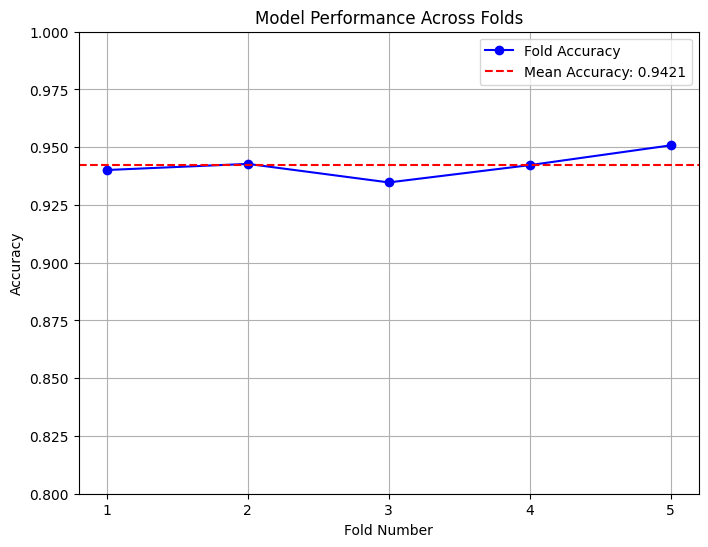 Model Performance Across Folds
Fold Accuracy
Mean Accuracy: 0.9421
1.000
0.975
0.950
0.925
0.900
0.875
0.850
0.825
0.800
Accuracy
1 2 3 4 5
Fold Number